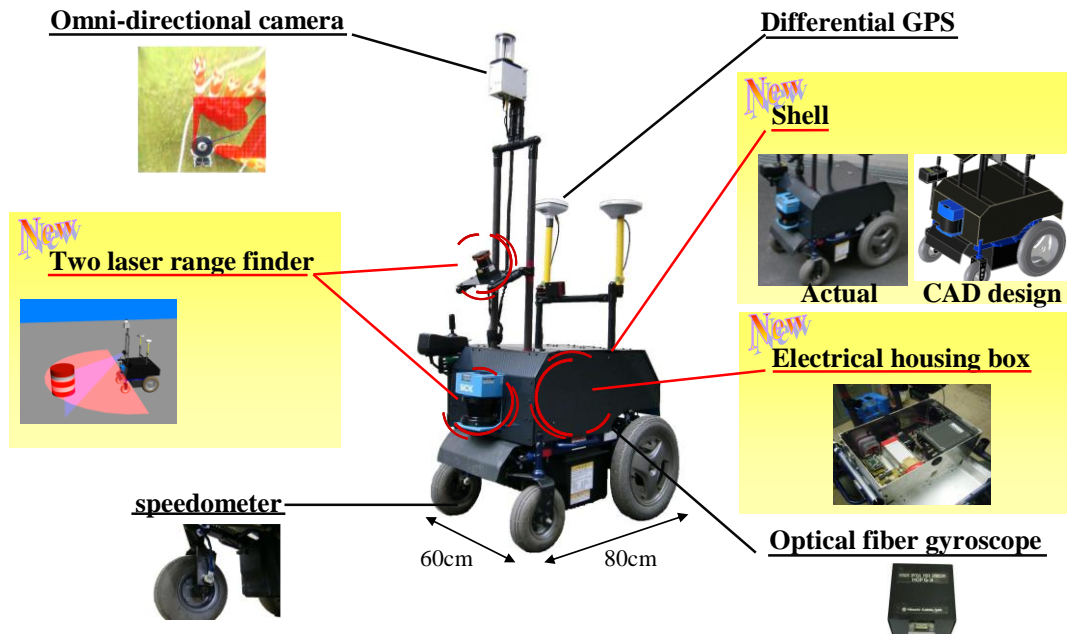 Omni-directional camera
Differential GPS
New
Shell
Actual
CAD design
New
Two laser range finder
New
Electrical housing box
SICK
speedometer
60cm
80cm
Optical fiber gyroscope